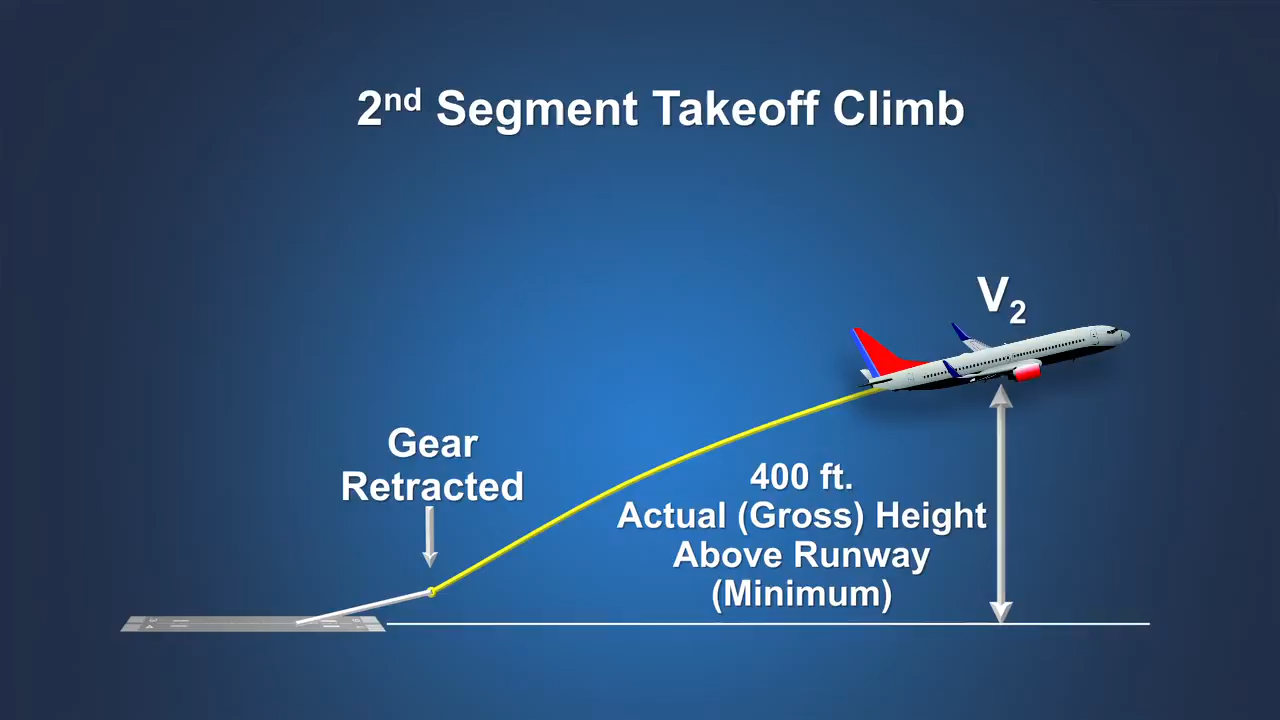 2nd Segment Takeoff Climb
V2
Gear
Retracted
400 ft.
Actual (Gross) Height
Above Runway
(Minimum)